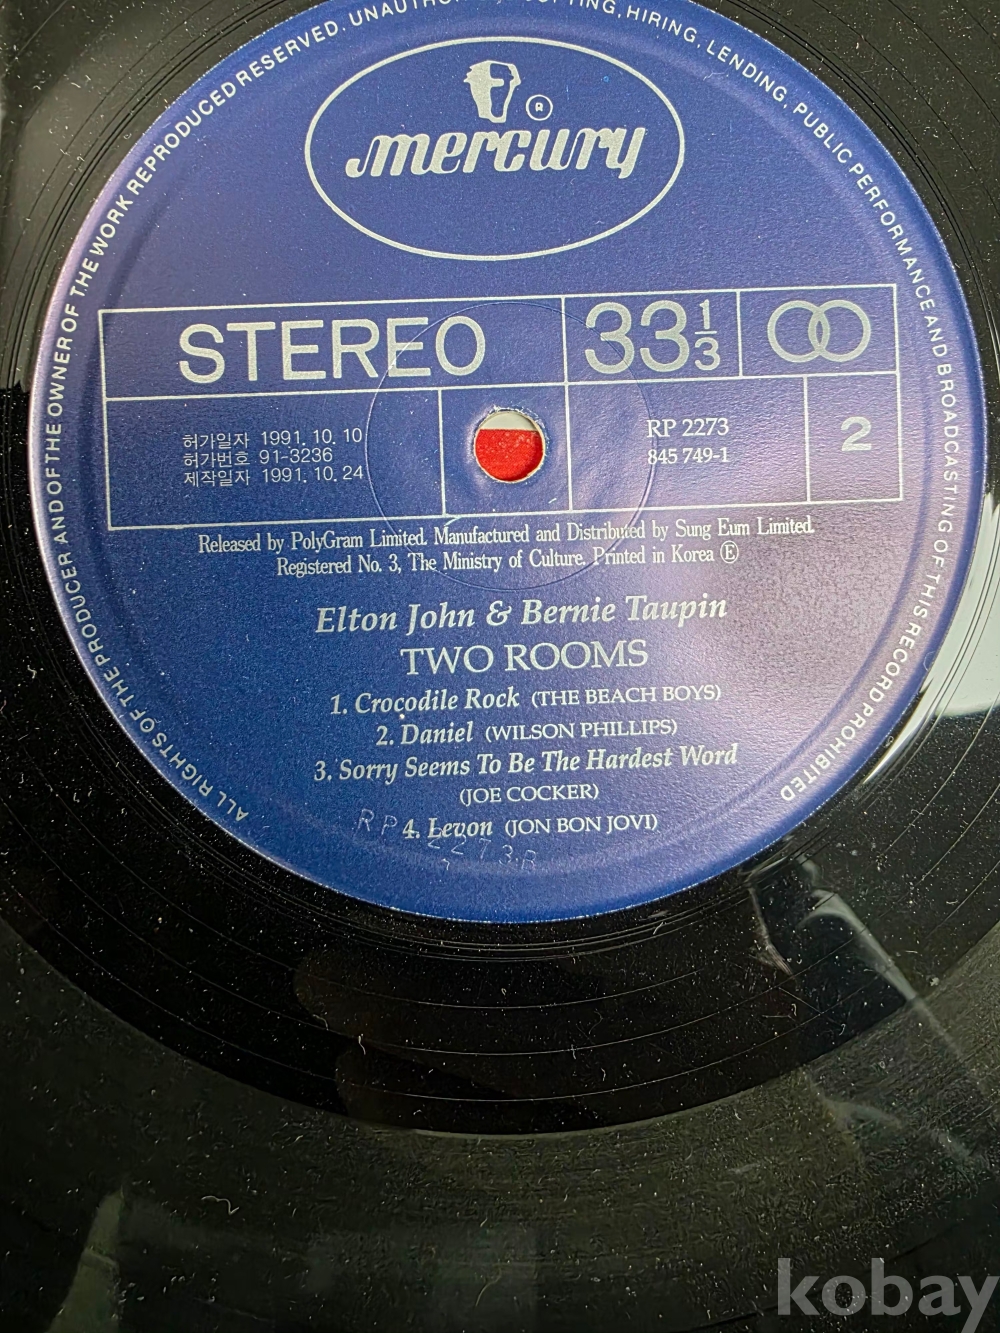 ALL RIGHTS OF THE PRODUCER AND OF THE OWNER OF THE WORK REPRODUCED RESERVED. HIRING, LENDING, PUBLIC PERFORMANCE AND BROADCASTING OF THIS RECORD PROHIBITED
®
mercury
STEREO
33 1/3
허가일자 1991. 10. 10
허가번호 91-3236
제작일자 1991. 10. 24
RP 2273
845 749-1
2
Released by PolyGram Limited. Manufactured and Distributed by Sung Eum Limited.
Registered No. 3, The Ministry of Culture. Printed in Korea Ⓔ
Elton John & Bernie Taupin
TWO ROOMS
1. Crocodile Rock (THE BEACH BOYS)
2. Daniel (WILSON PHILLIPS)
3. Sorry Seems To Be The Hardest Word
(JOE COCKER)
4. Levon (JON BON JOVI)
kobay